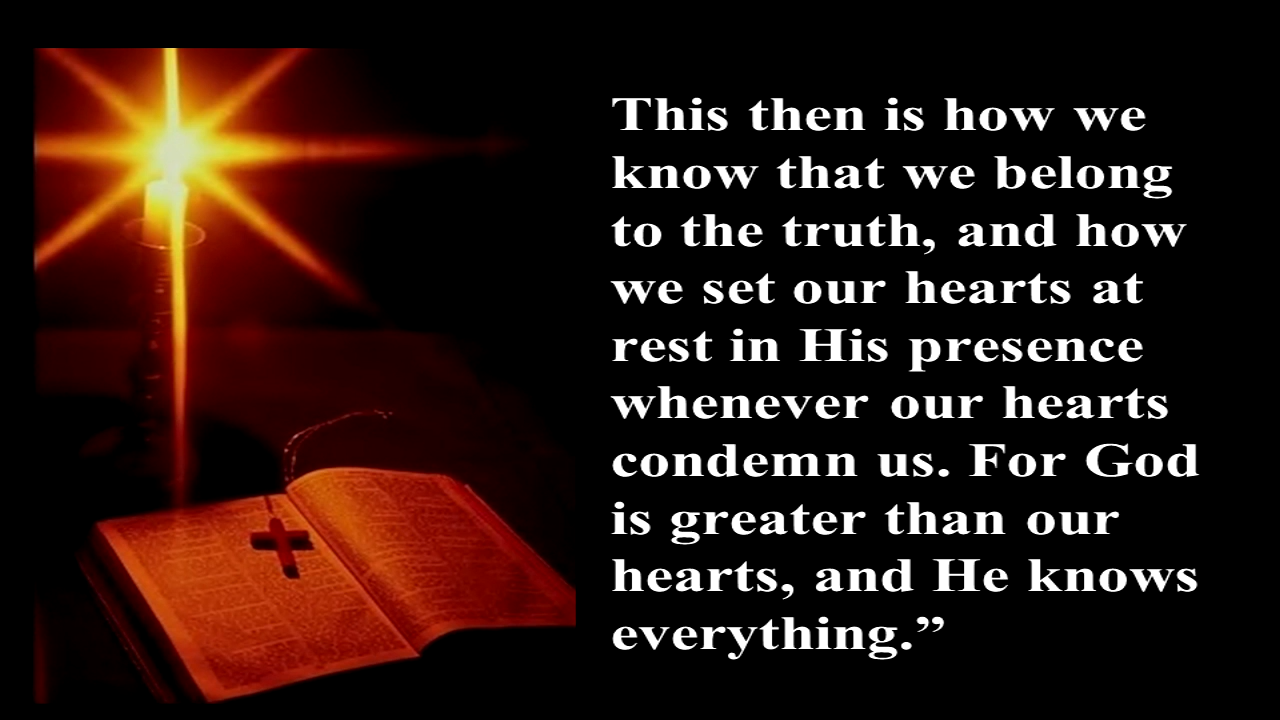 This then is how we
know that we belong
to the truth, and how
we set our hearts at
rest in His presence
whenever our hearts
condemn us. For God
is greater than our
hearts, and He knows
everything.”